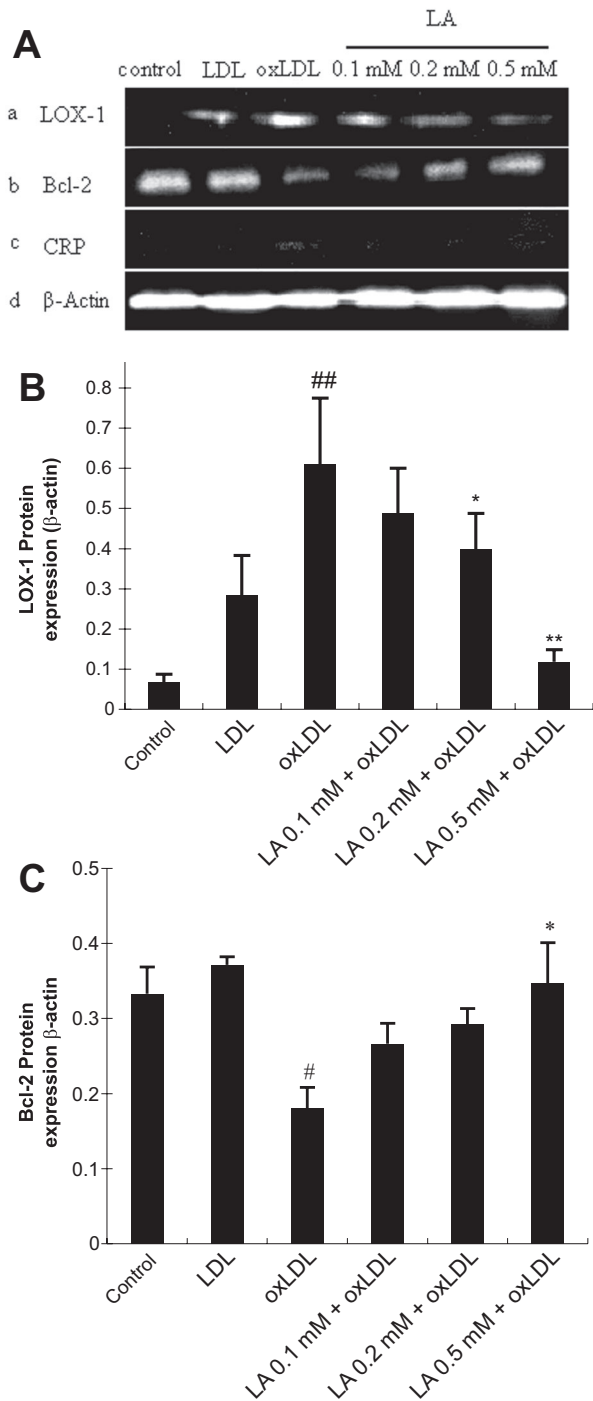 A
LA
control LDL oxLDL 0.1 mM 0.2 mM 0.5 mM
a LOX-1
b Bcl-2
c CRP
d β-Actin
B
LOX-1 Protein
expression (β-actin)
0.8
0.7
0.6
0.5
0.4
0.3
0.2
0.1
0
##
*
**
Control
LDL
oxLDL
LA 0.1 mM + oxLDL
LA 0.2 mM + oxLDL
LA 0.5 mM + oxLDL
C
Bcl-2 Protein
expression β-actin
0.5
0.4
0.3
0.2
0.1
0
#
*
Control
LDL
oxLDL
LA 0.1 mM + oxLDL
LA 0.2 mM + oxLDL
LA 0.5 mM + oxLDL